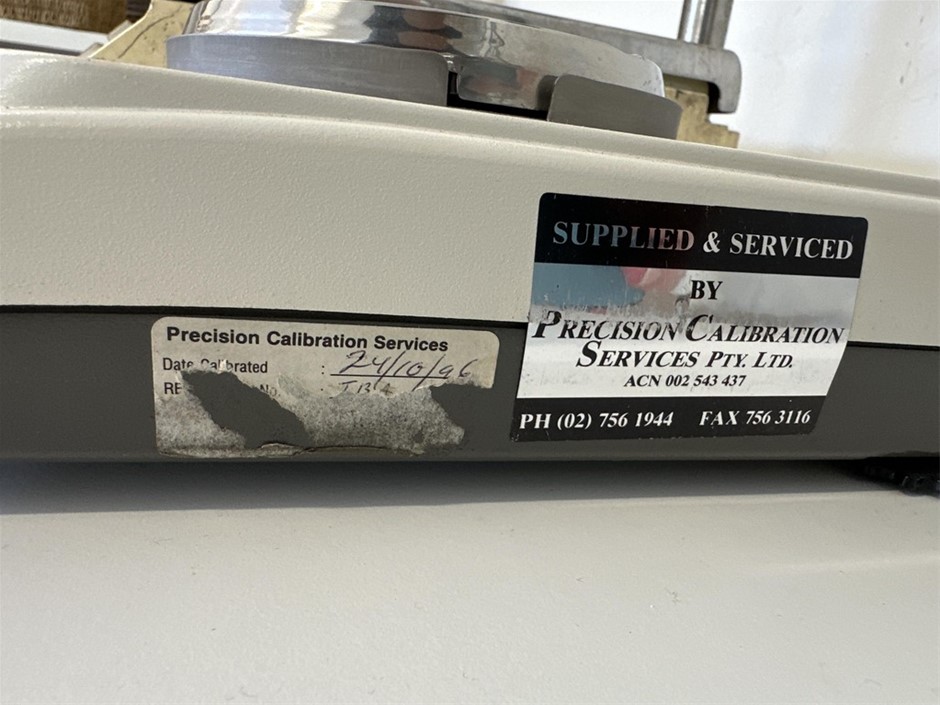 Precision Calibration Services
Date Calibrated : 24/10/96
No. :
SUPPLIED & SERVICED
BY
PRECISION CALIBRATION
SERVICES PTY. LTD.
ACN 002 543 437
PH (02) 756 1944 FAX 756 3116